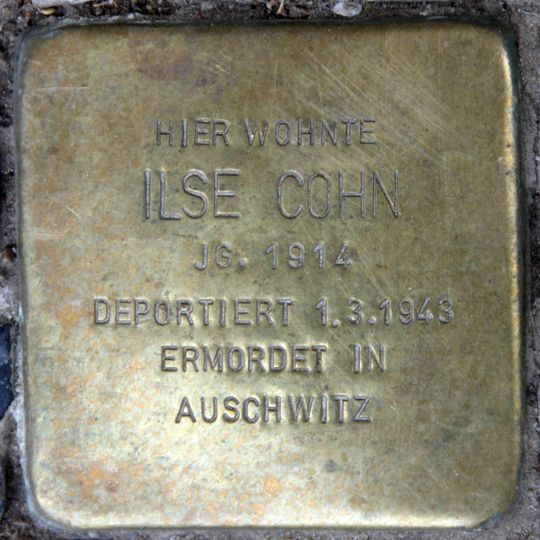 HIER WOHNTE
ILSE COHN
JG. 1914
DEPORTIERT 1.3.1943
ERMORDET IN
AUSCHWITZ